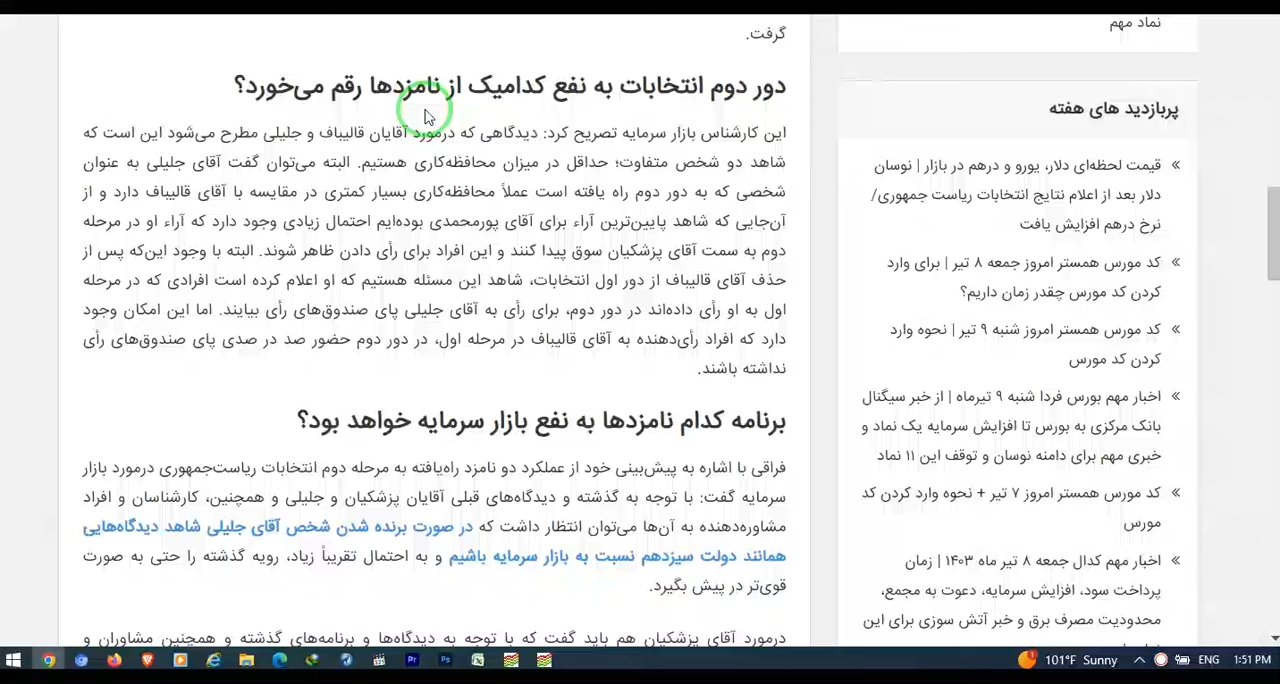 گرفت.
دور دوم انتخابات به نفع کدامیک از نامزدها رقم می‌خورد؟
این کارشناس بازار سرمایه تصریح کرد: دیدگاهی که درمورد آقایان قالیباف و جلیلی مطرح می‌شود این است که
شاهد دو شخص متفاوت؛ حداقل در میزان محافظه‌کاری هستیم. البته می‌توان گفت آقای جلیلی به عنوان
شخصی که به دور دوم راه یافته است عملاً محافظه‌کاری بسیار کمتری در مقایسه با آقای قالیباف دارد و از
آن‌جایی که شاهد پایین‌ترین آراء برای آقای پورمحمدی بوده‌ایم احتمال زیادی وجود دارد که آراء او در مرحله
دوم به سمت آقای پزشکیان سوق پیدا کنند و این افراد برای رأی دادن ظاهر شوند. البته با وجود این‌که پس از
حذف آقای قالیباف از دور اول انتخابات، شاهد این مسئله هستیم که او اعلام کرده است افرادی که در مرحله
اول به او رأی داده‌اند در دور دوم، برای رأی به آقای جلیلی پای صندوق‌های رأی بیایند. اما این امکان وجود
دارد که افراد رأی‌دهنده به آقای قالیباف در مرحله اول، در دور دوم حضور صد در صدی پای صندوق‌های رأی
نداشته باشند.
برنامه کدام نامزدها به نفع بازار سرمایه خواهد بود؟
فراقی با اشاره به پیش‌بینی خود از عملکرد دو نامزد راه‌یافته به مرحله دوم انتخابات ریاست‌جمهوری درمورد بازار
سرمایه گفت: با توجه به گذشته و دیدگاه‌های قبلی آقایان پزشکیان و جلیلی و همچنین، کارشناسان و افراد
مشاوره‌دهنده به آن‌ها می‌توان انتظار داشت که در صورت برنده شدن شخص آقای جلیلی شاهد دیدگاه‌هایی
همانند دولت سیزدهم نسبت به بازار سرمایه باشیم و به احتمال تقریباً زیاد، رویه گذشته را حتی به صورت
قوی‌تر در پیش بگیرد.
درمورد آقای پزشکیان هم باید گفت که با توجه به دیدگاه‌ها و برنامه‌های گذشته و همچنین مشاوران و
نماد مهم
پربازدید های هفته
« قیمت لحظه‌ای دلار، یورو و درهم در بازار | نوسان
دلار بعد از اعلام نتایج انتخابات ریاست جمهوری/
نرخ درهم افزایش یافت
« کد مورس همستر امروز جمعه ۸ تیر | برای وارد
کردن کد مورس چقدر زمان داریم؟
« کد مورس همستر امروز شنبه ۹ تیر | نحوه وارد
کردن کد مورس
« اخبار مهم بورس فردا شنبه ۹ تیرماه | از خبر سیگنال
بانک مرکزی به بورس تا افزایش سرمایه یک نماد و
خبری مهم برای دامنه نوسان و توقف این ۱۱ نماد
« کد مورس همستر امروز ۷ تیر + نحوه وارد کردن کد
مورس
« اخبار مهم کدال جمعه ۸ تیر ماه ۱۴۰۳ | زمان
پرداخت سود، افزایش سرمایه، دعوت به مجمع،
محدودیت مصرف برق و خبر آتش سوزی برای این
101°F Sunny ENG 1:51 PM